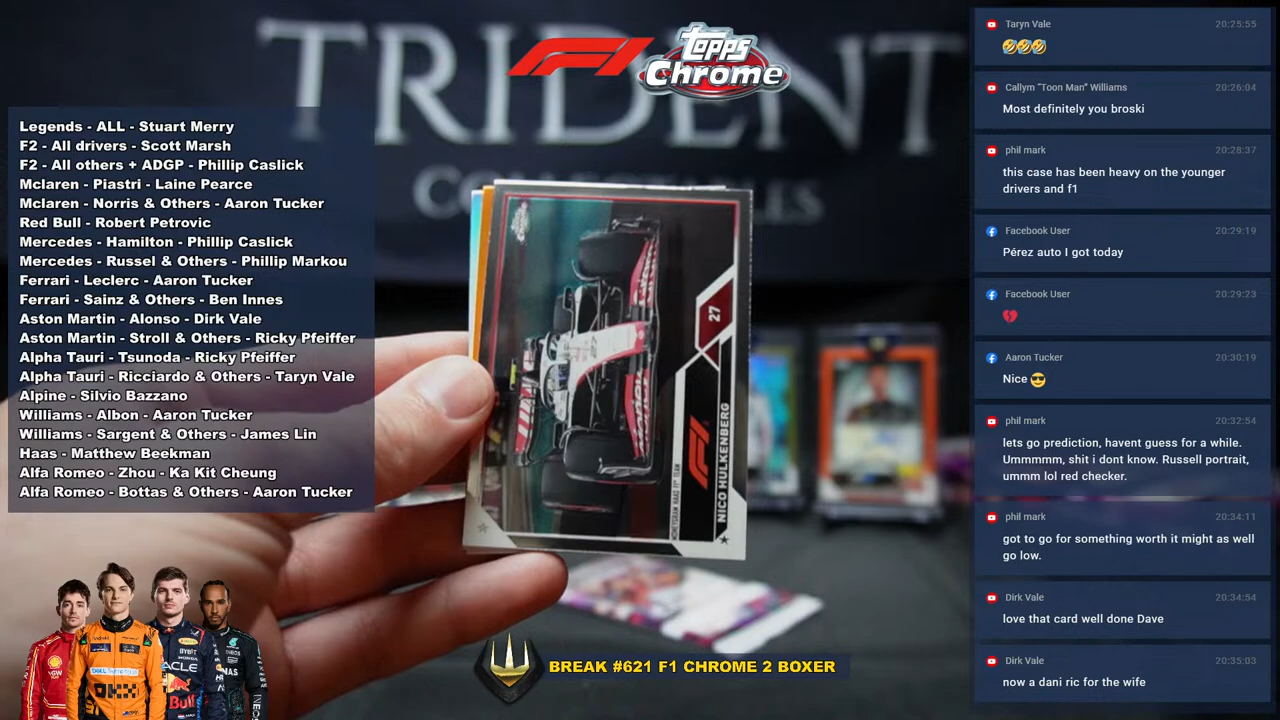 TRIDENT
COLLECTABLES
F1
Topps
Chrome
Legends - ALL - Stuart Merry
F2 - All drivers - Scott Marsh
F2 - All others + ADGP - Phillip Caslick
Mclaren - Piastri - Laine Pearce
Mclaren - Norris & Others - Aaron Tucker
Red Bull - Robert Petrovic
Mercedes - Hamilton - Phillip Caslick
Mercedes - Russel & Others - Phillip Markou
Ferrari - Leclerc - Aaron Tucker
Ferrari - Sainz & Others - Ben Innes
Aston Martin - Alonso - Dirk Vale
Aston Martin - Stroll & Others - Ricky Pfeiffer
Alpha Tauri - Tsunoda - Ricky Pfeiffer
Alpha Tauri - Ricciardo & Others - Taryn Vale
Alpine - Silvio Bazzano
Williams - Albon - Aaron Tucker
Williams - Sargent & Others - James Lin
Haas - Matthew Beekman
Alfa Romeo - Zhou - Ka Kit Cheung
Alfa Romeo - Bottas & Others - Aaron Tucker
27
F1
MONEYGRAM HAAS F1 TEAM
NICO HULKENBERG
BREAK #621 F1 CHROME 2 BOXER
Taryn Vale 20:25:55
🤣🤣🤣
Callym "Toon Man" Williams 20:26:04
Most definitely you broski
phil mark 20:28:37
this case has been heavy on the younger
drivers and f1
Facebook User 20:29:19
Pérez auto I got today
Facebook User 20:29:23
💔
Aaron Tucker 20:30:19
Nice 😎
phil mark 20:32:54
lets go prediction, havent guess for a while.
Ummmmm, shit i dont know. Russell portrait,
ummm lol red checker.
phil mark 20:34:11
got to go for something worth it might as well
go low.
Dirk Vale 20:34:54
love that card well done Dave
Dirk Vale 20:35:03
now a dani ric for the wife